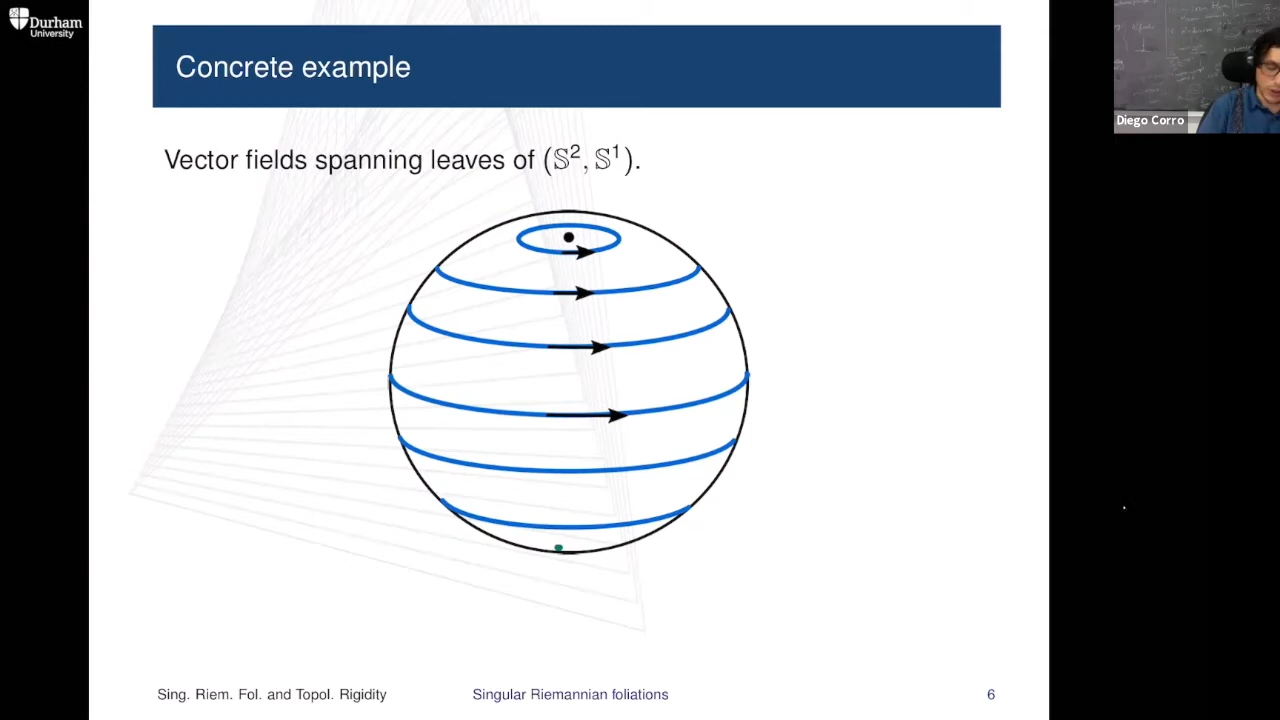 Durham
University
Concrete example
Diego Corro
Vector fields spanning leaves of (𝕊², 𝕊¹).
Sing. Riem. Fol. and Topol. Rigidity
Singular Riemannian foliations
6